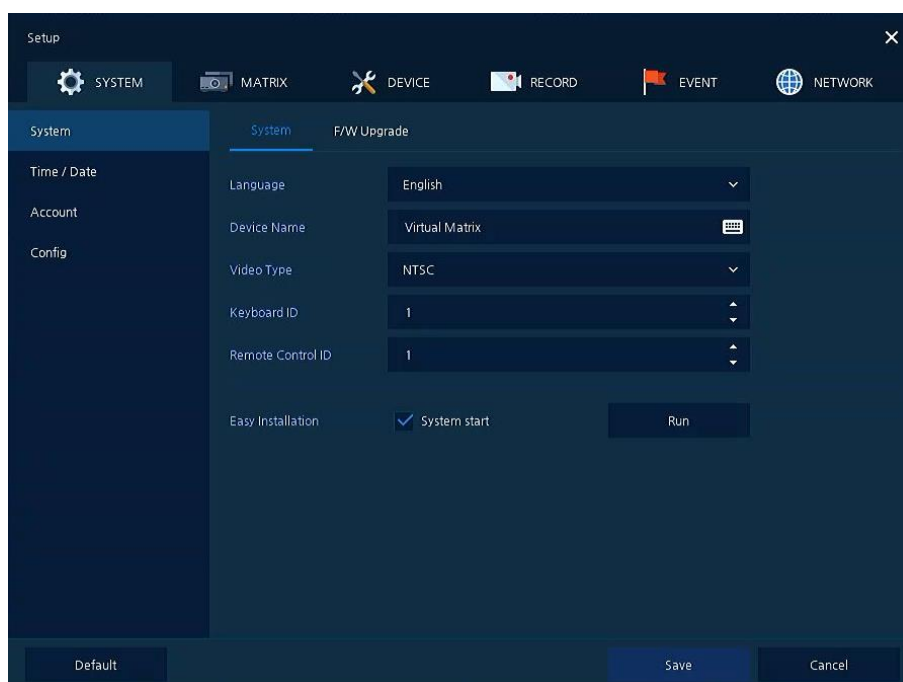 Setup
SYSTEM MATRIX DEVICE RECORD EVENT NETWORK
System
Time / Date
Account
Config
System F/W Upgrade
Language English
Device Name Virtual Matrix
Video Type NTSC
Keyboard ID 1
Remote Control ID 1
Easy Installation System start Run
Default Save Cancel